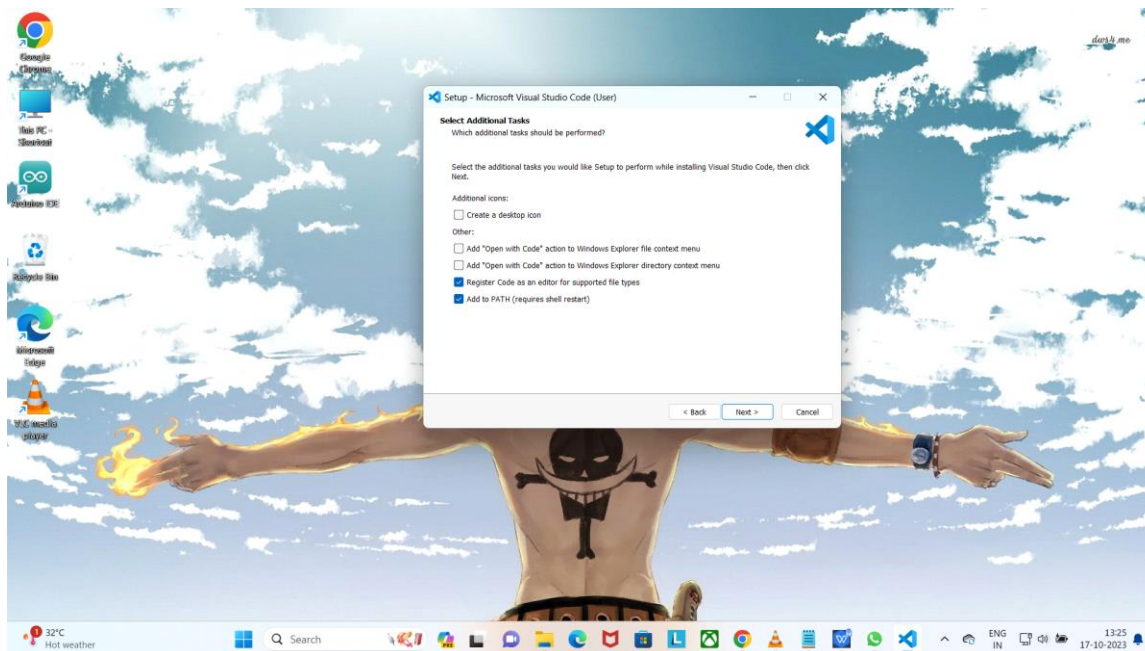 Google
Chrome
This PC -
Shortcut
Arduino IDE
Recycle Bin
Microsoft
Edge
VLC media
player
dws4.me
Setup - Microsoft Visual Studio Code (User)
Select Additional Tasks
Which additional tasks should be performed?
Select the additional tasks you would like Setup to perform while installing Visual Studio Code, then click
Next.
Additional icons:
Create a desktop icon
Other:
Add "Open with Code" action to Windows Explorer file context menu
Add "Open with Code" action to Windows Explorer directory context menu
Register Code as an editor for supported file types
Add to PATH (requires shell restart)
< Back
Next >
Cancel
1
32°C
Hot weather
Search
PRE
L
W
ENG
IN
13:25
17-10-2023